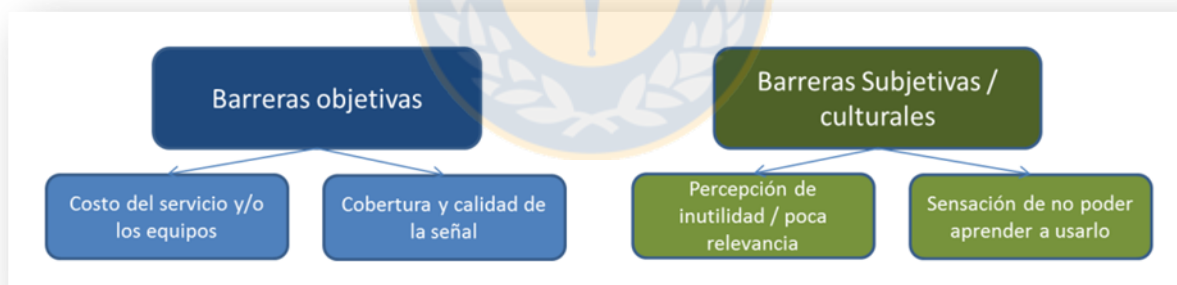 Barreras objetivas
Barreras Subjetivas /
culturales
Costo del servicio y/o
los equipos
Cobertura y calidad de
la señal
Percepción de
inutilidad / poca
relevancia
Sensación de no poder
aprender a usarlo